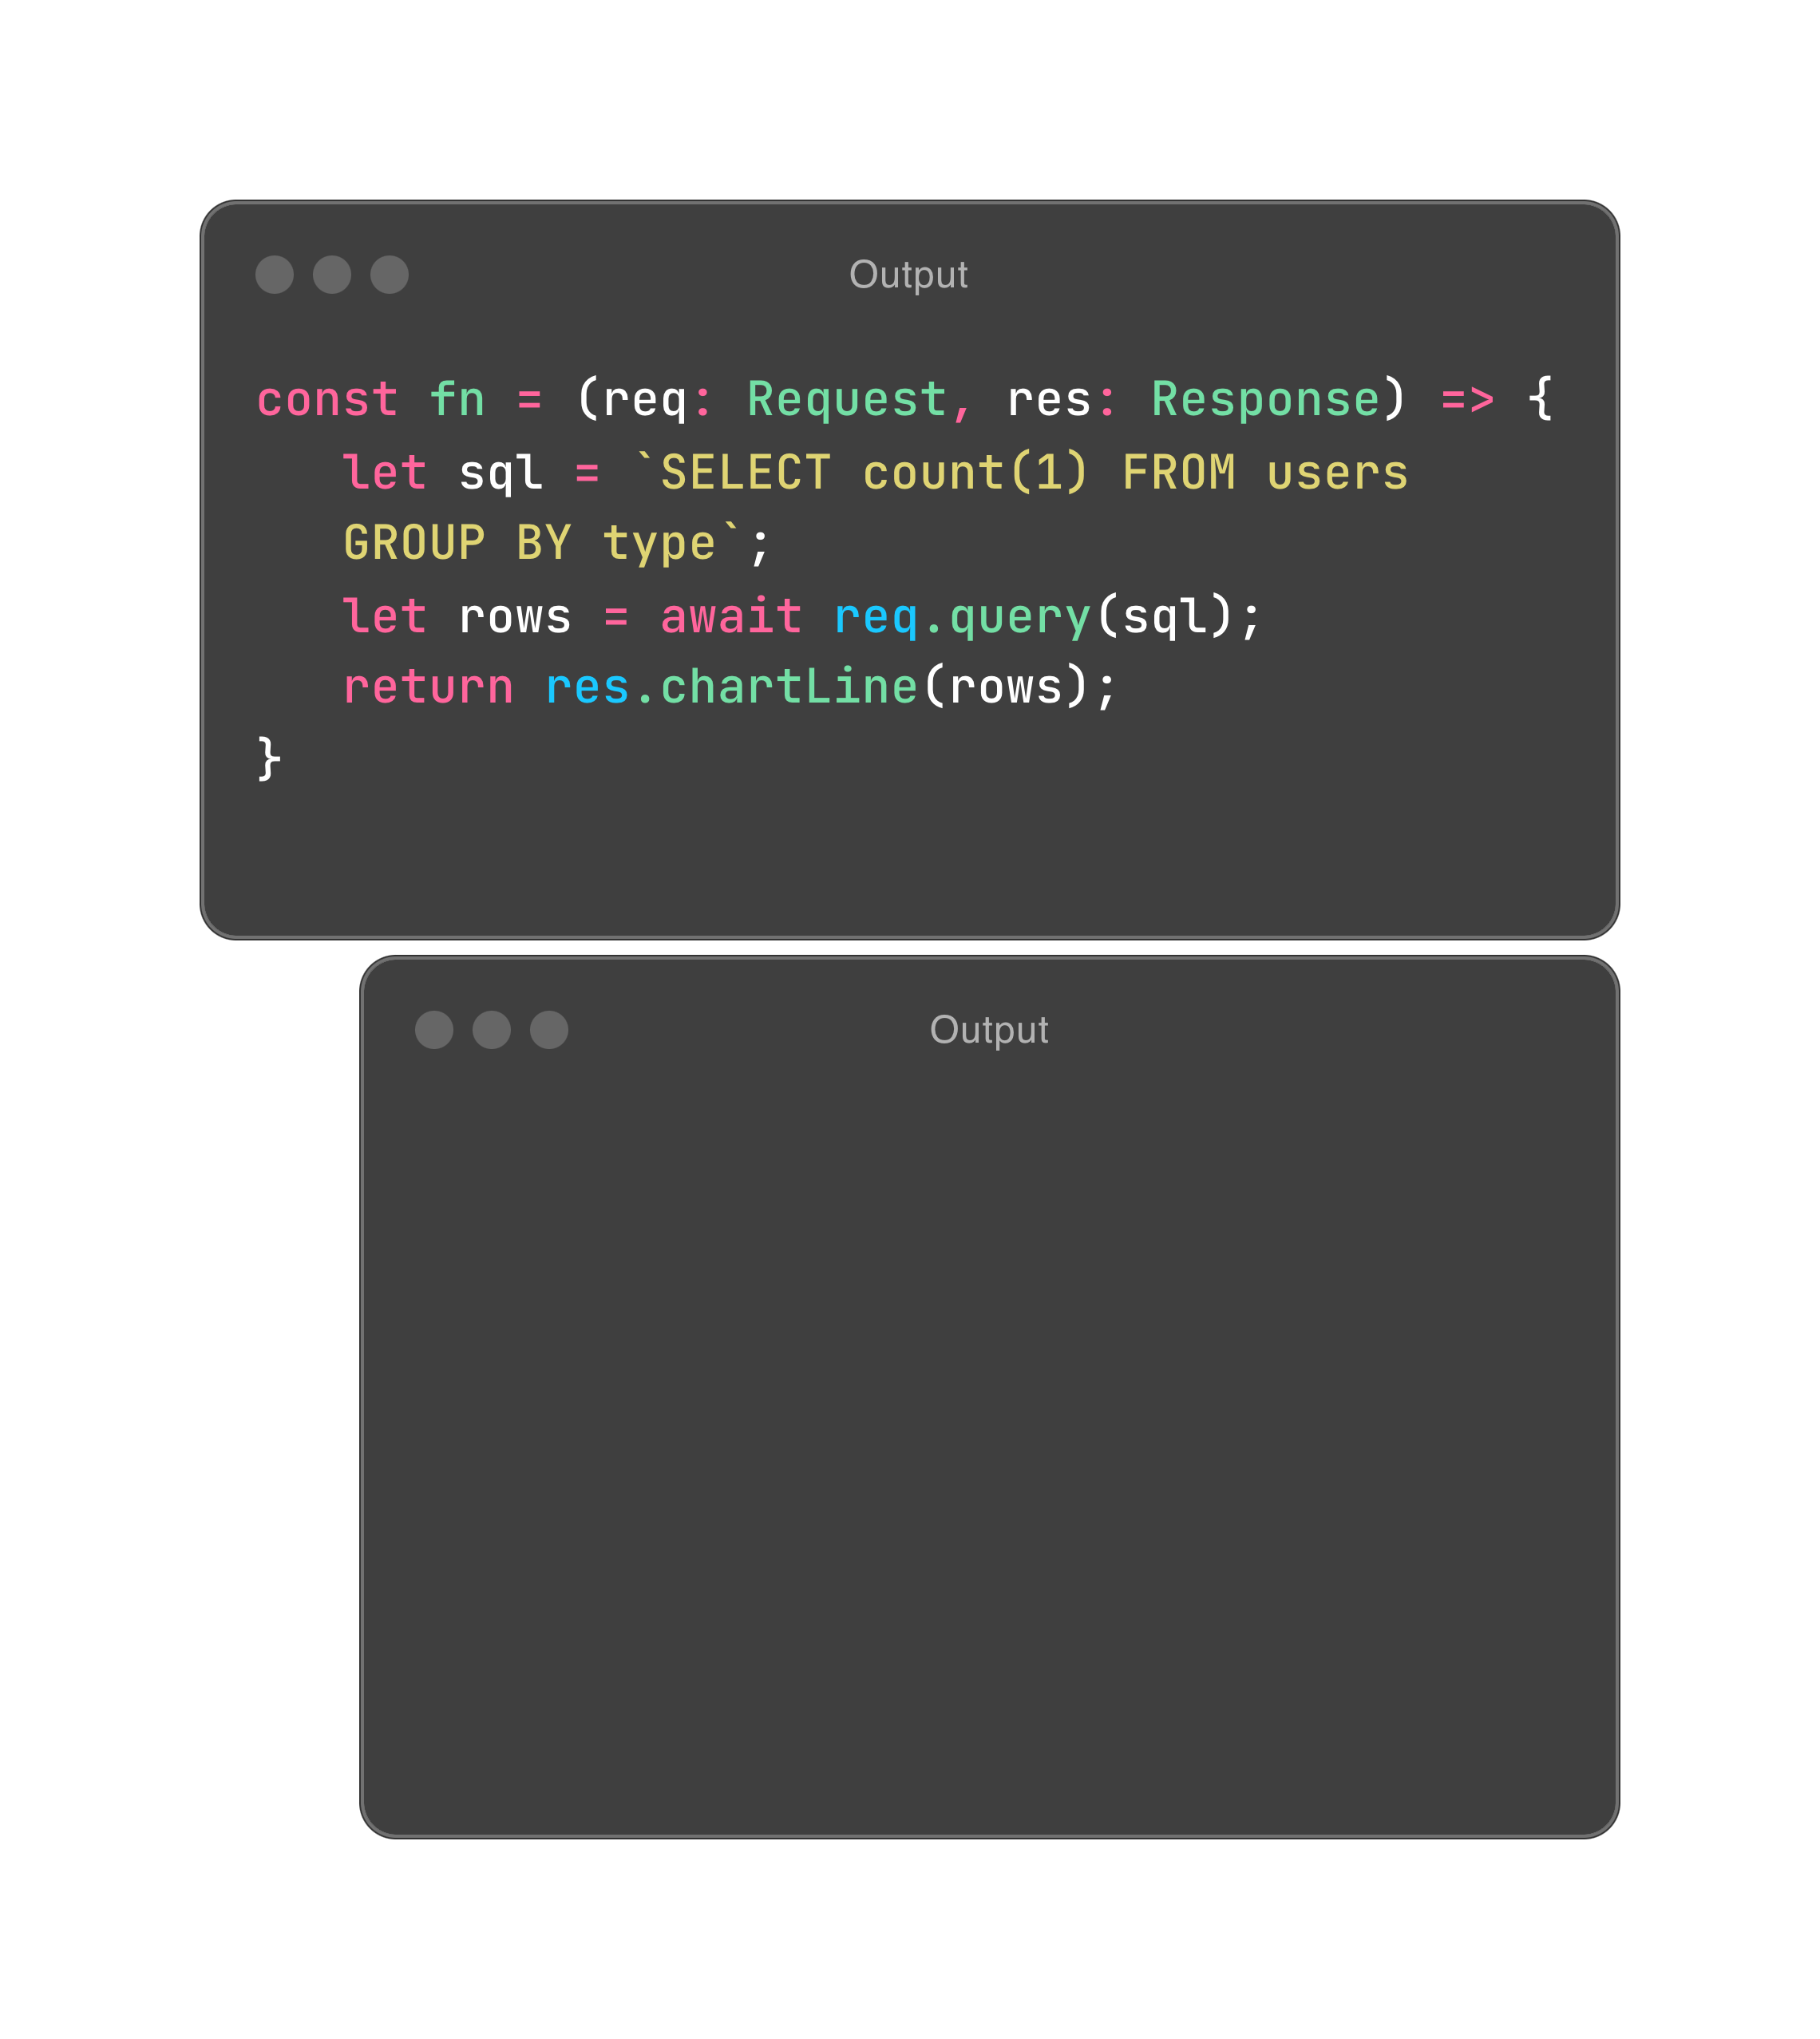 Output
const fn = (req: Request, res: Response) => {
   let sql = `SELECT count(1) FROM users
   GROUP BY type`;
   let rows = await req.query(sql);
   return res.chartLine(rows);
}
Output